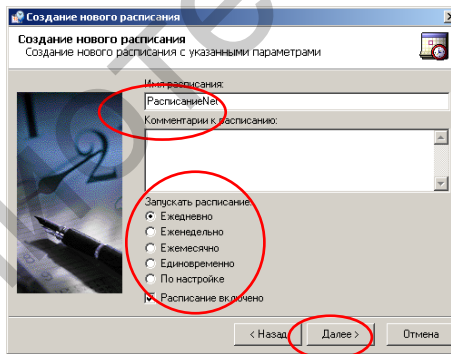 Создание нового расписания
Создание нового расписания
Создание нового расписания с указанными параметрами
Имя расписания:
РасписаниеNet
Комментарии к расписанию:
Запускать расписание:
Ежедневно
Еженедельно
Ежемесячно
Единовременно
По настройке
Расписание включено
< Назад
Далее >
Отмена